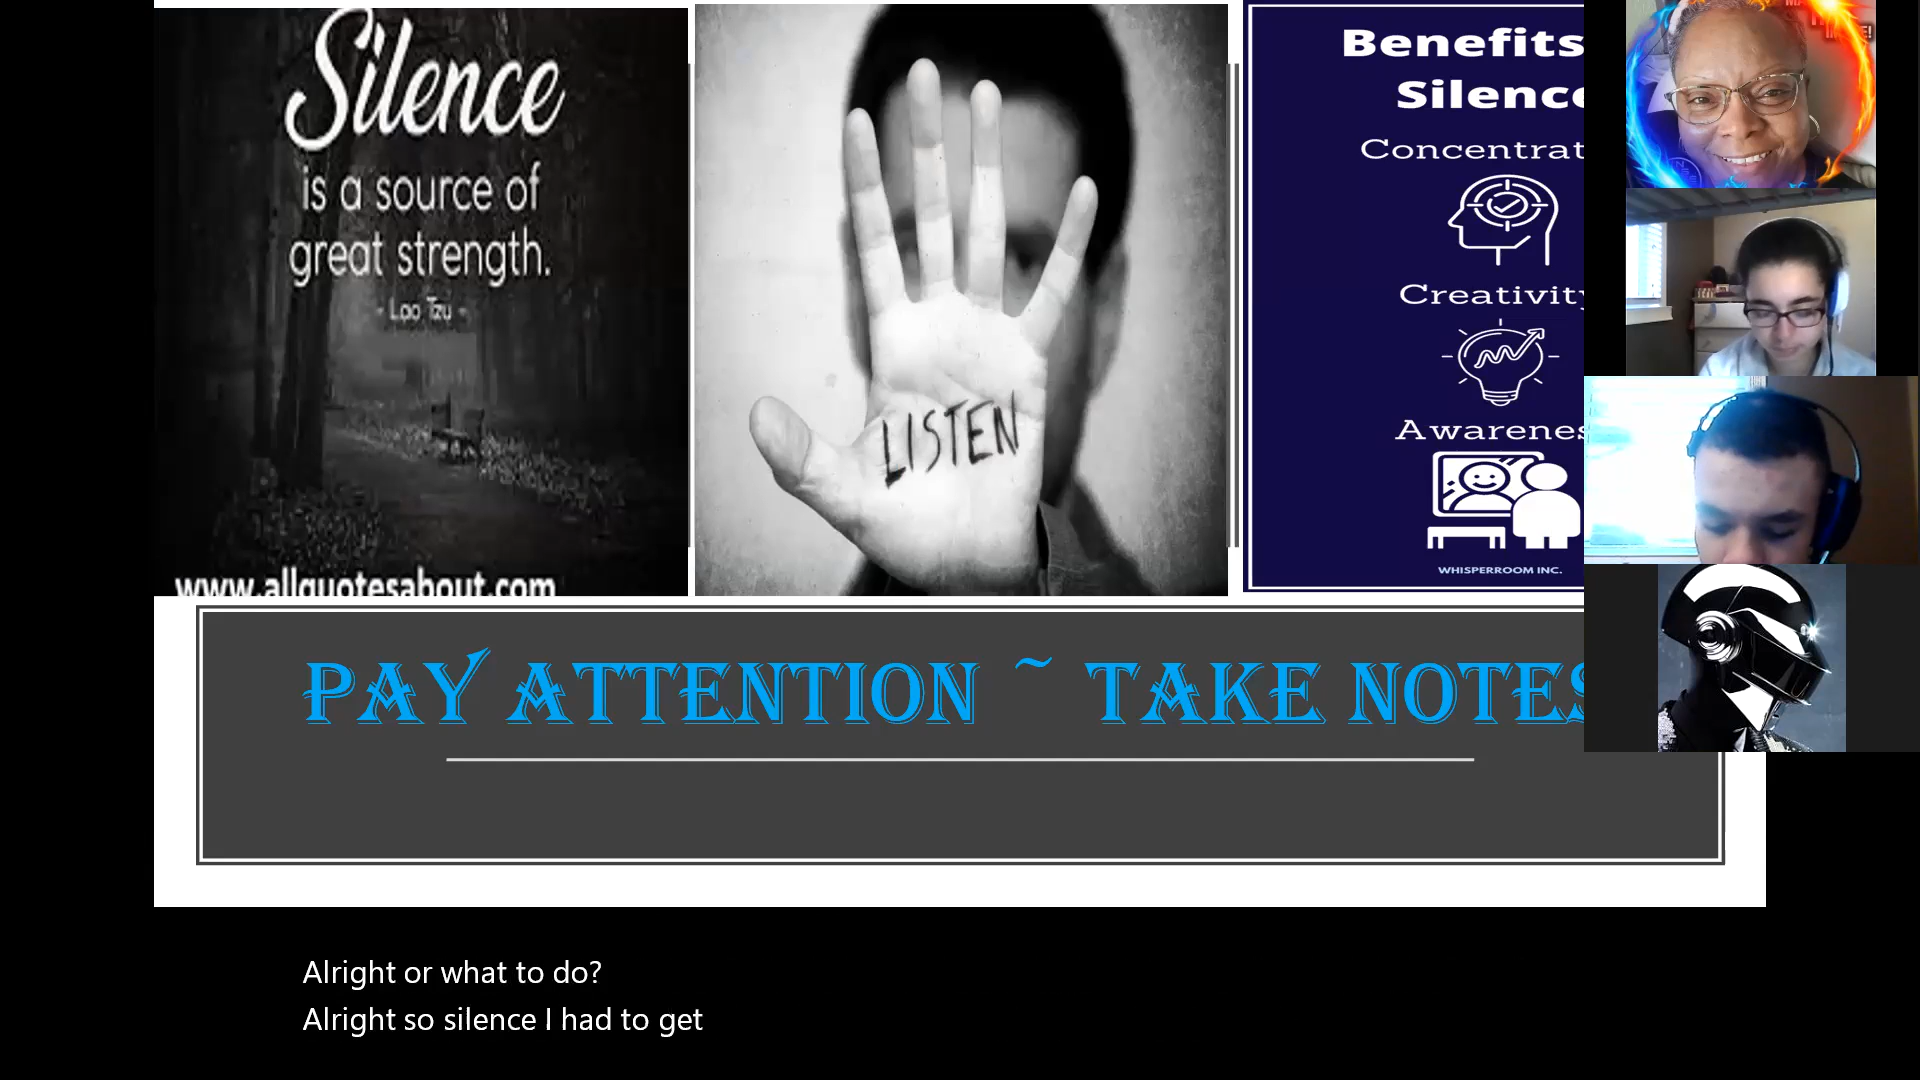 Silence
is a source of
great strength.
- Lao Tzu -
www.allquotesabout.com
LISTEN
Benefits
Silenc
Concentrat
Creativity
Awarenes
WHISPERROOM INC.
PAY ATTENTION ~ TAKE NOTES
Alright or what to do?
Alright so silence I had to get